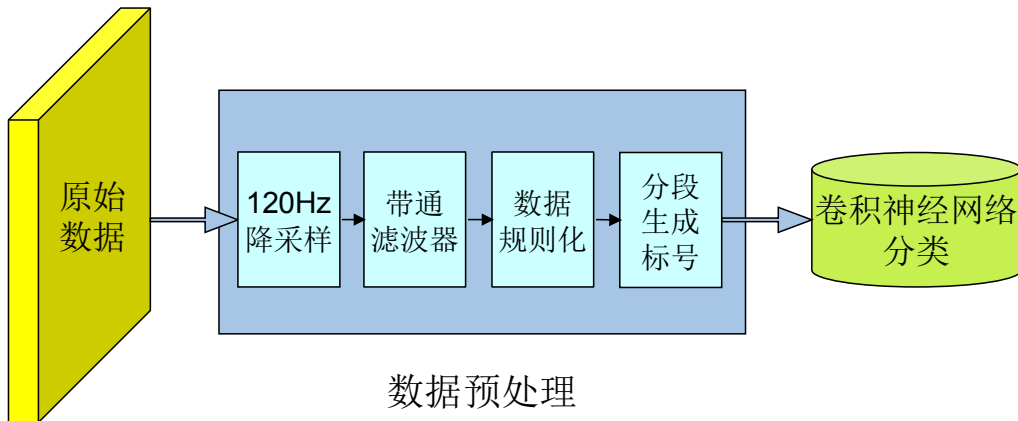 原始
数据
120Hz
降采样
带通
滤波器
数据
规则化
分段
生成
标号
卷积神经网络
分类
数据预处理